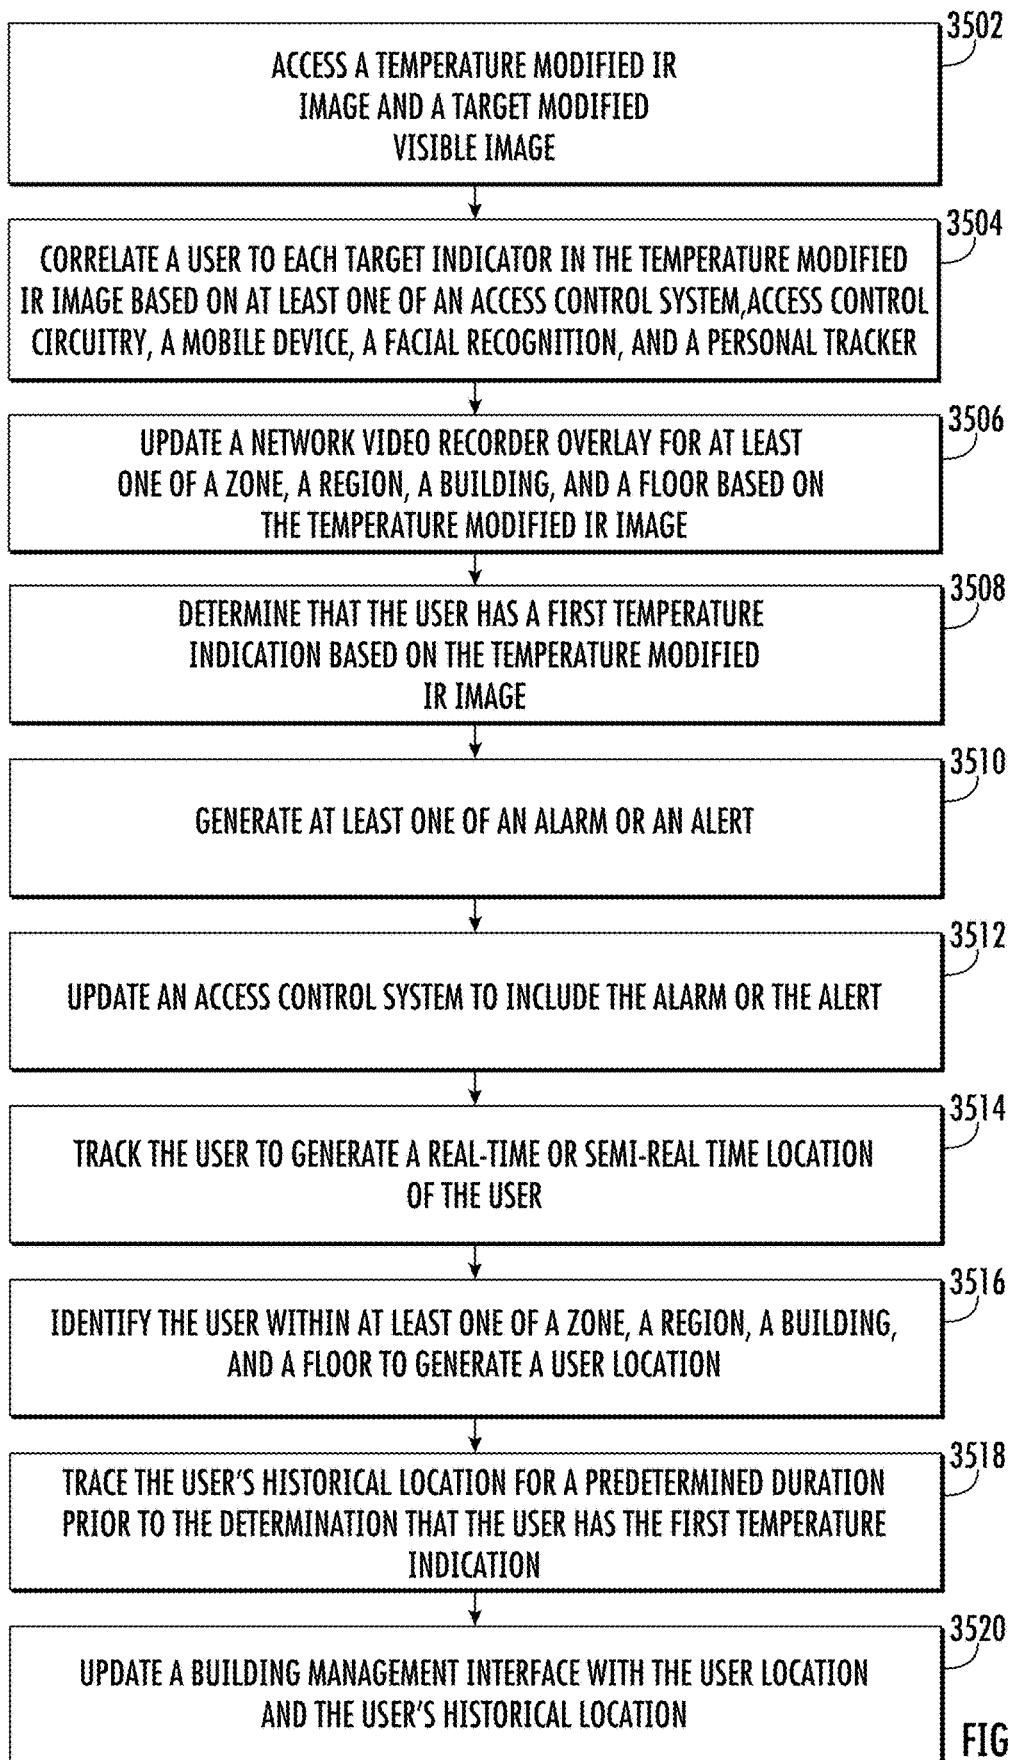 3502
ACCESS A TEMPERATURE MODIFIED IR
IMAGE AND A TARGET MODIFIED
VISIBLE IMAGE
3504
CORRELATE A USER TO EACH TARGET INDICATOR IN THE TEMPERATURE MODIFIED
IR IMAGE BASED ON AT LEAST ONE OF AN ACCESS CONTROL SYSTEM,ACCESS CONTROL
CIRCUITRY, A MOBILE DEVICE, A FACIAL RECOGNITION, AND A PERSONAL TRACKER
3506
UPDATE A NETWORK VIDEO RECORDER OVERLAY FOR AT LEAST
ONE OF A ZONE, A REGION, A BUILDING, AND A FLOOR BASED ON
THE TEMPERATURE MODIFIED IR IMAGE
3508
DETERMINE THAT THE USER HAS A FIRST TEMPERATURE
INDICATION BASED ON THE TEMPERATURE MODIFIED
IR IMAGE
3510
GENERATE AT LEAST ONE OF AN ALARM OR AN ALERT
3512
UPDATE AN ACCESS CONTROL SYSTEM TO INCLUDE THE ALARM OR THE ALERT
3514
TRACK THE USER TO GENERATE A REAL-TIME OR SEMI-REAL TIME LOCATION
OF THE USER
3516
IDENTIFY THE USER WITHIN AT LEAST ONE OF A ZONE, A REGION, A BUILDING,
AND A FLOOR TO GENERATE A USER LOCATION
3518
TRACE THE USER'S HISTORICAL LOCATION FOR A PREDETERMINED DURATION
PRIOR TO THE DETERMINATION THAT THE USER HAS THE FIRST TEMPERATURE
INDICATION
3520
UPDATE A BUILDING MANAGEMENT INTERFACE WITH THE USER LOCATION
AND THE USER'S HISTORICAL LOCATION
FIG